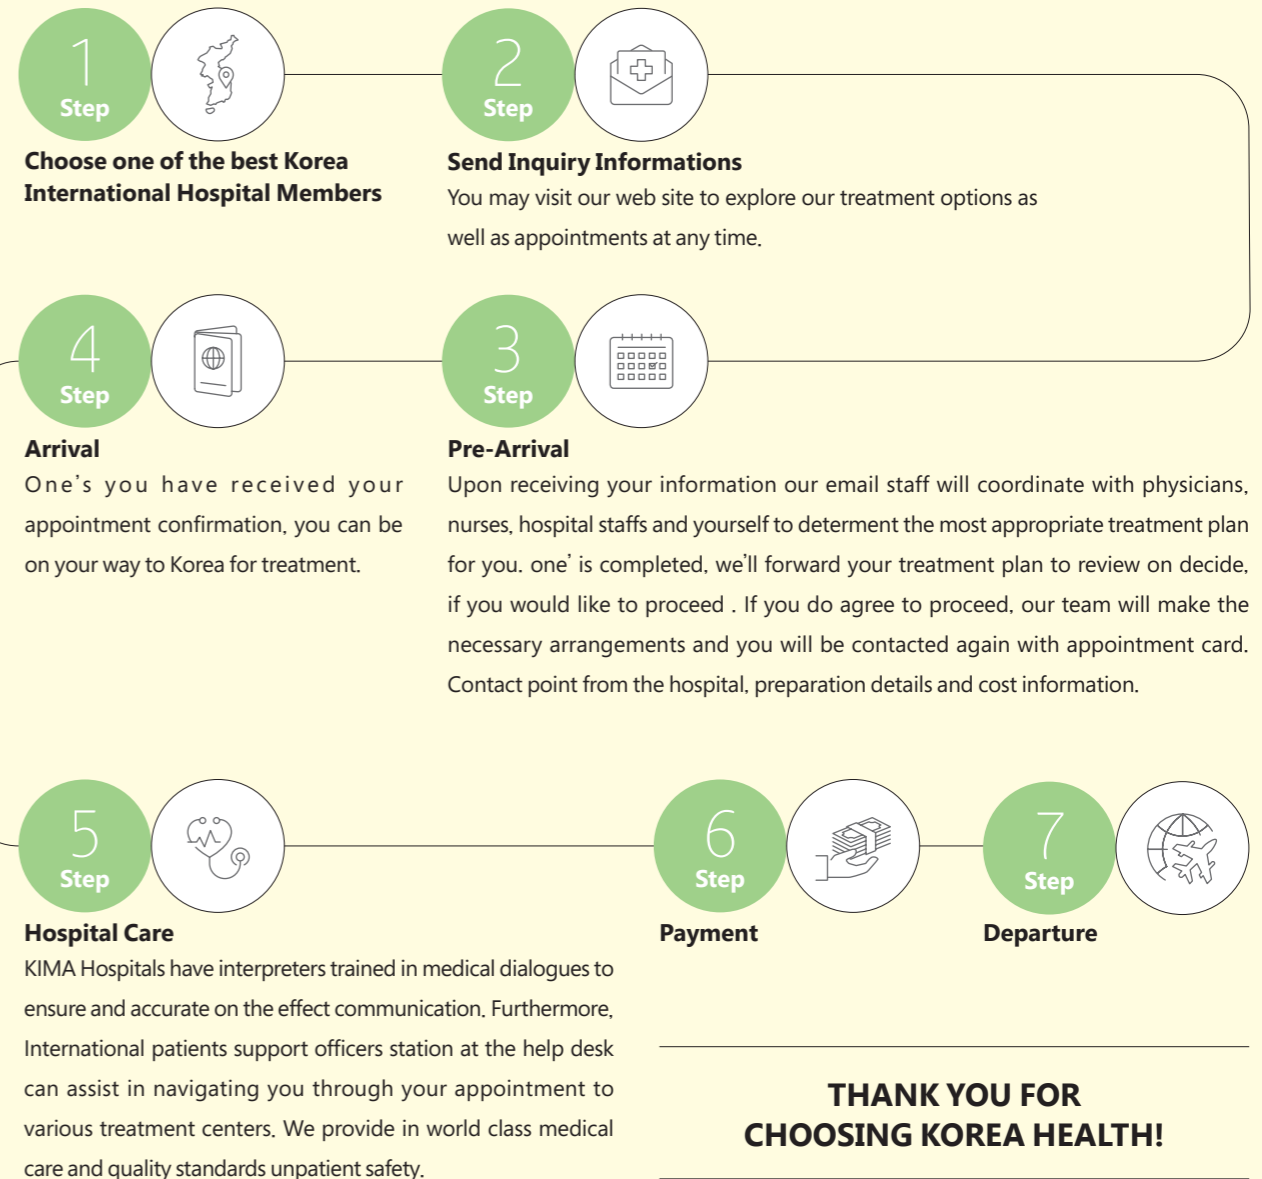 1
Step
Choose one of the best Korea
International Hospital Members
2
Step
Send Inquiry Informations
You may visit our web site to explore our treatment options as
well as appointments at any time.
3
Step
Pre-Arrival
Upon receiving your information our email staff will coordinate with physicians,
nurses, hospital staffs and yourself to determent the most appropriate treatment plan
for you. one’ is completed, we’ll forward your treatment plan to review on decide,
if you would like to proceed . If you do agree to proceed, our team will make the
necessary arrangements and you will be contacted again with appointment card.
Contact point from the hospital, preparation details and cost information.
4
Step
Arrival
One’s you have received your
appointment confirmation, you can be
on your way to Korea for treatment.
5
Step
Hospital Care
KIMA Hospitals have interpreters trained in medical dialogues to
ensure and accurate on the effect communication. Furthermore,
International patients support officers station at the help desk
can assist in navigating you through your appointment to
various treatment centers. We provide in world class medical
care and quality standards unpatient safety.
6
Step
Payment
7
Step
Departure
THANK YOU FOR
CHOOSING KOREA HEALTH!